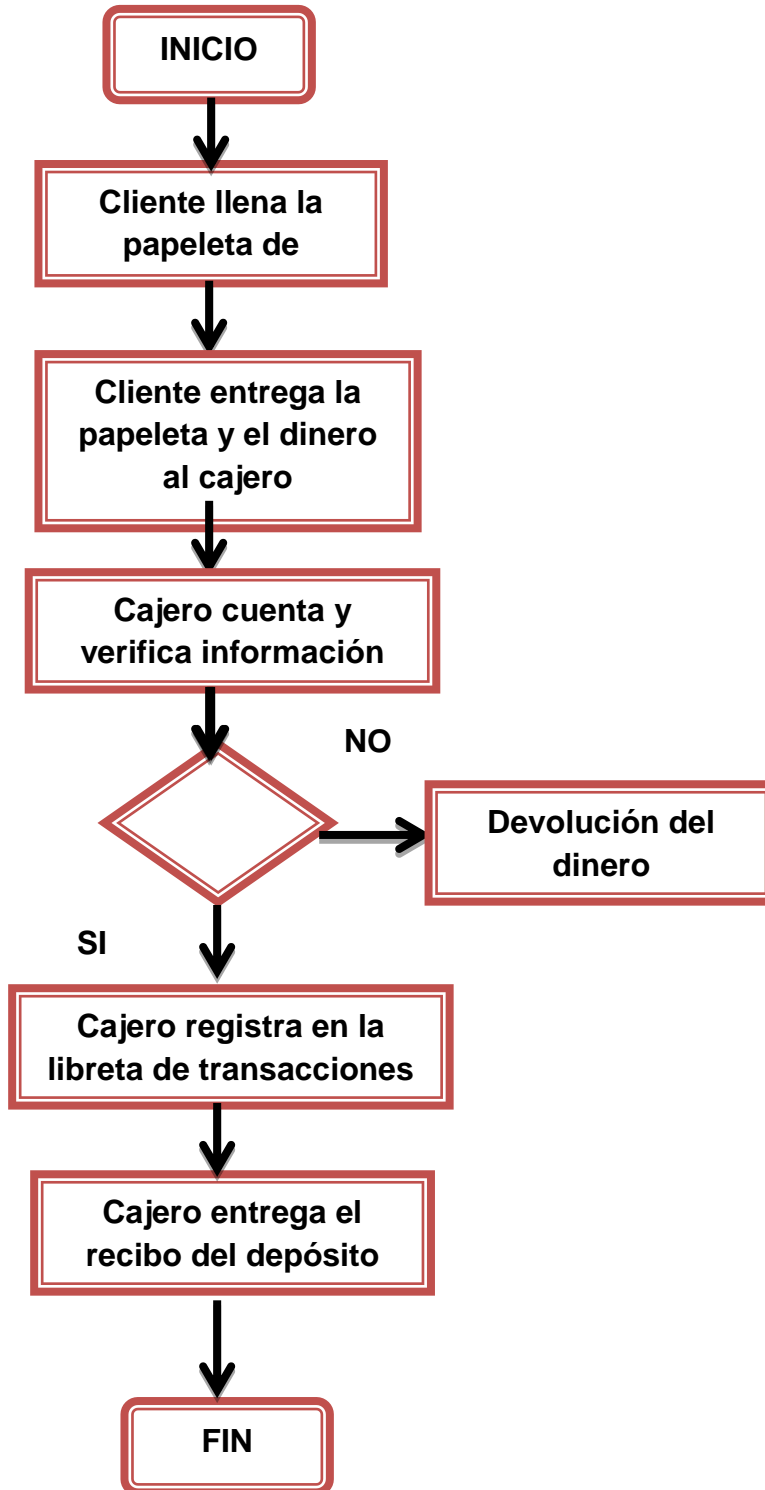 INICIO
Cliente llena la
papeleta de
Cliente entrega la
papeleta y el dinero
al cajero
Cajero cuenta y
verifica información
NO
Devolución del
dinero
SI
Cajero registra en la
libreta de transacciones
Cajero entrega el
recibo del depósito
FIN